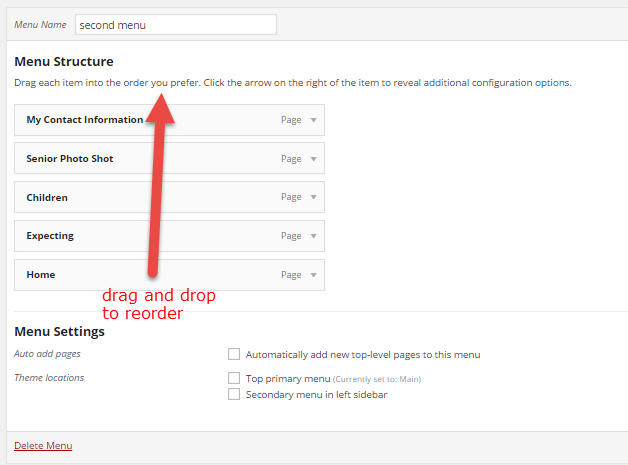 Menu Name second menu
Menu Structure
Drag each item into the order you prefer. Click the arrow on the right of the item to reveal additional configuration options.
My Contact Information Page
Senior Photo Shot Page
Children Page
Expecting Page
Home Page
drag and drop
to reorder
Menu Settings
Auto add pages Automatically add new top-level pages to this menu
Theme locations Top primary menu (Currently set to: Main)
Secondary menu in left sidebar
Delete Menu